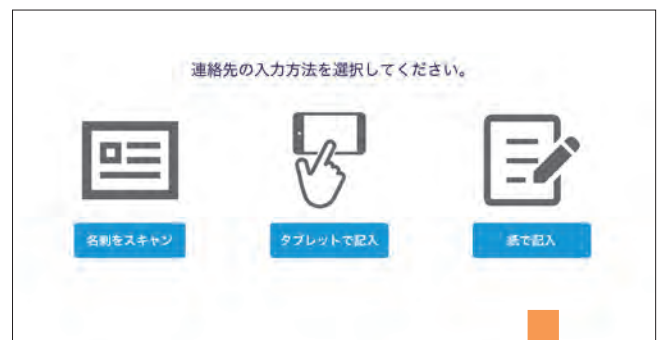 連絡先の入力方法を選択してください。
名刺をスキャン
タブレットで記入
紙で記入